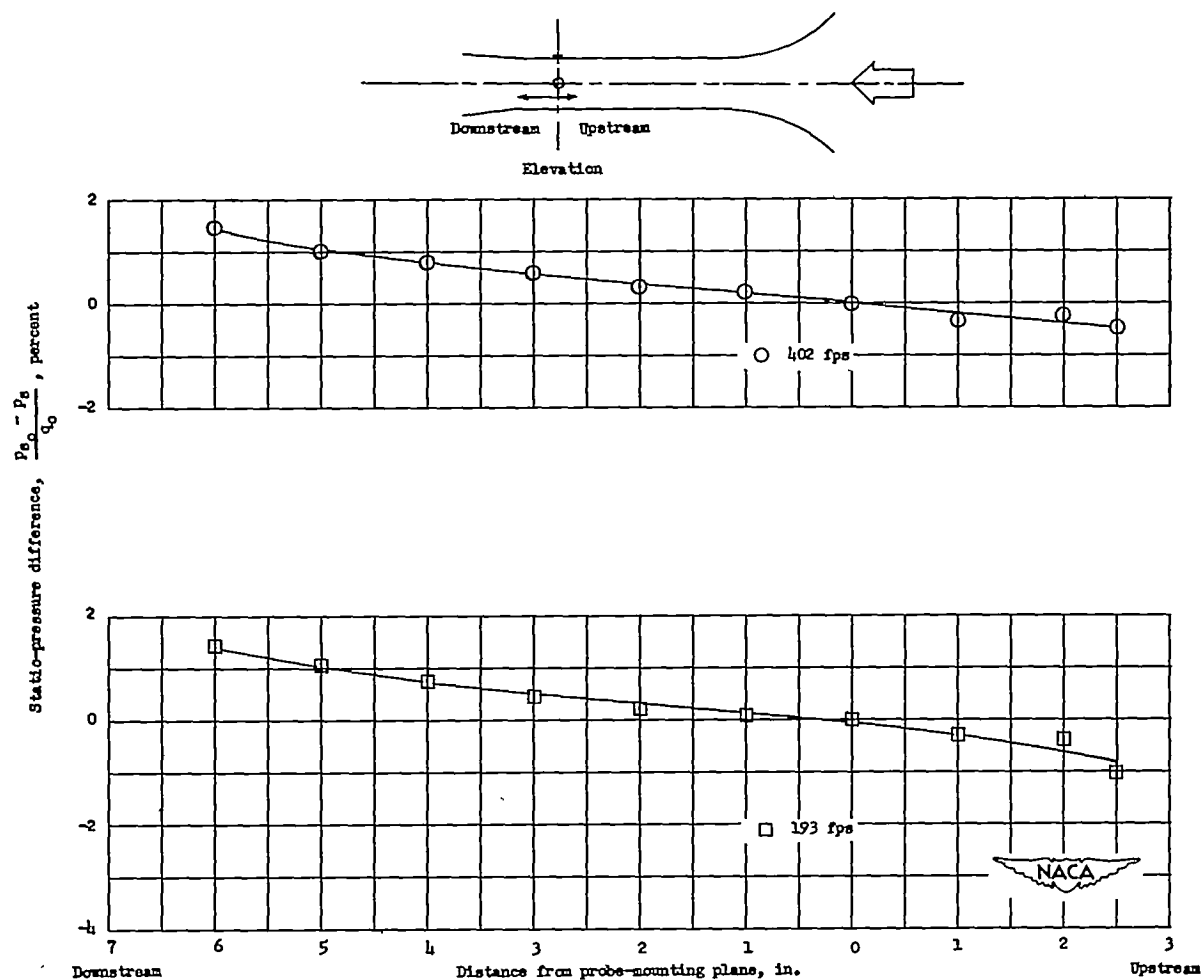 Downstream Upstream
Elevation
Static-pressure difference, p_{s_0} - p_s / q_0 , percent
2
0
-2
402 fps
2
0
-2
-4
193 fps
NACA
7 6 5 4 3 2 1 0 1 2 3
Downstream Distance from probe-mounting plane, in. Upstream